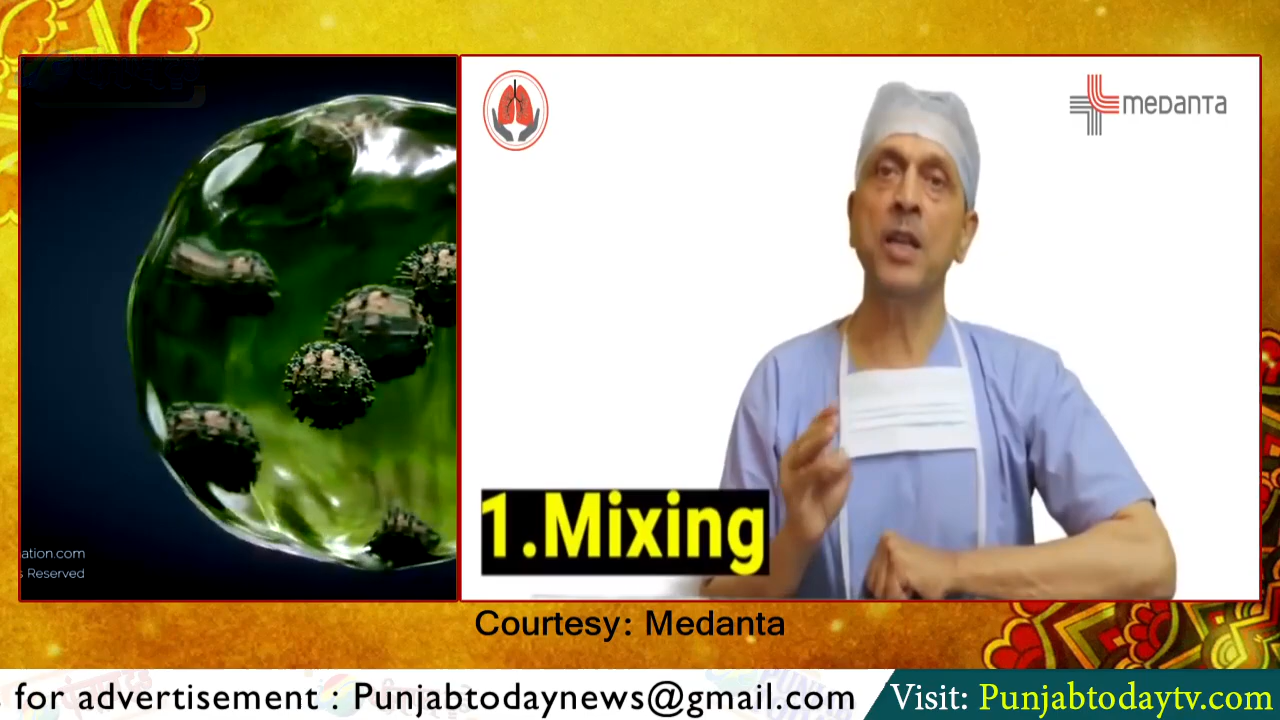 medanta
1.Mixing
ation.com
s Reserved
Courtesy: Medanta
for advertisement : Punjabtodaynews@gmail.com
Visit: Punjabtodaytv.com